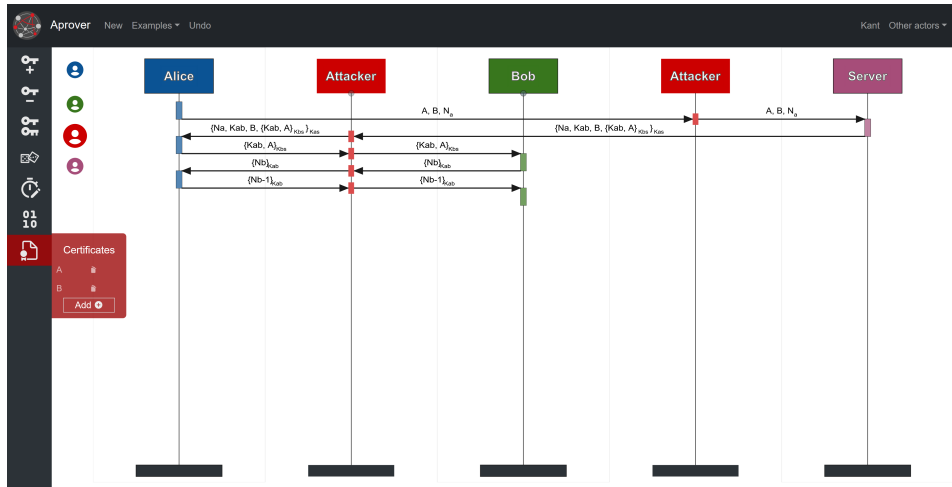 Aprover New Examples Undo Kant Other actors
Alice Attacker Bob Attacker Server
A, B, Na A, B, Na
{Na, Kab, B, {Kab, A}Kbs }Kas {Na, Kab, B, {Kab, A}Kbs }Kas
{Kab, A}Kbs {Kab, A}Kbs
{Nb}Kab {Nb}Kab
{Nb-1}Kab {Nb-1}Kab
01
10
Certificates
A
B
Add